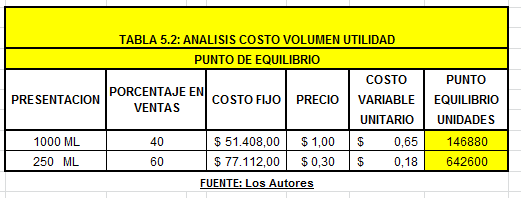 TABLA 5.2: ANALISIS COSTO VOLUMEN UTILIDAD
PUNTO DE EQUILIBRIO
PRESENTACION PORCENTAJE EN VENTAS COSTO FIJO PRECIO COSTO VARIABLE UNITARIO PUNTO EQUILIBRIO UNIDADES
1000 ML 40 $ 51.408,00 $ 1,00 $ 0,65 146880
250 ML 60 $ 77.112,00 $ 0,30 $ 0,18 642600
FUENTE: Los Autores